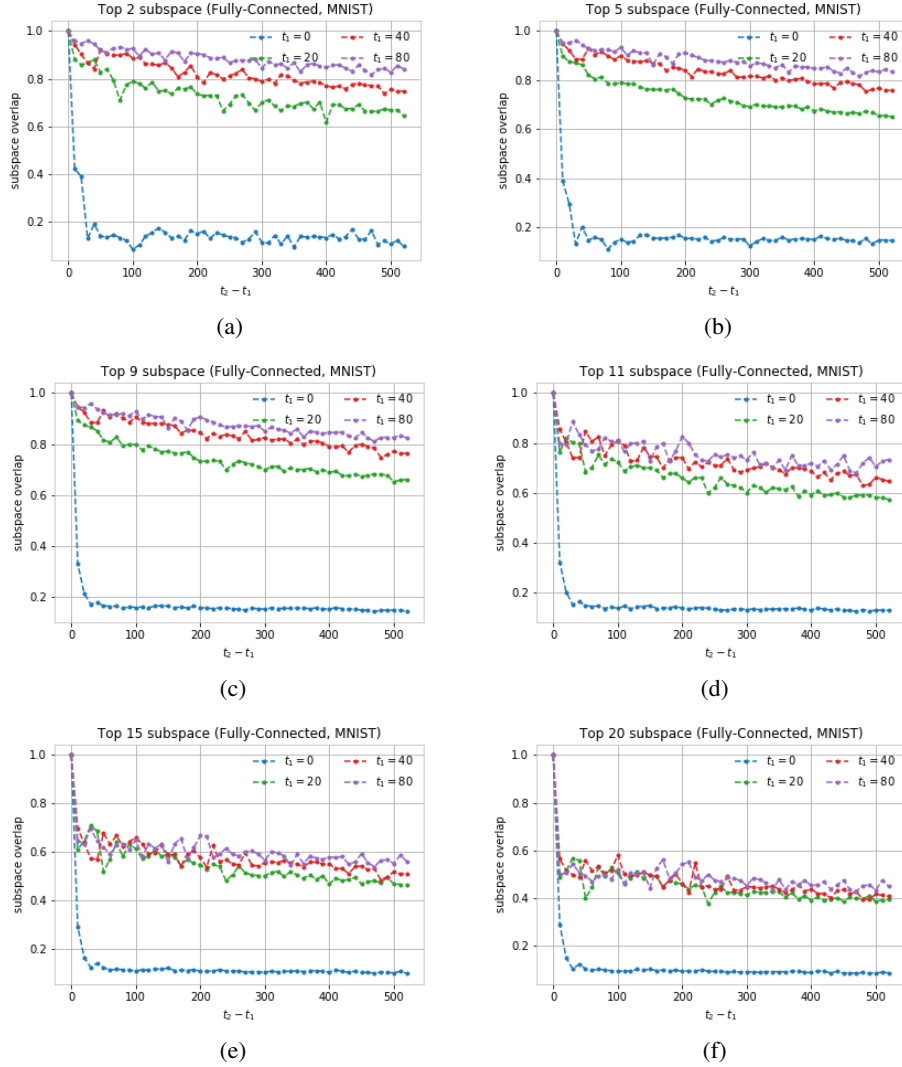 Top 2 subspace (Fully-Connected, MNIST)
1.0
0.8
0.6
0.4
0.2
subspace overlap
t₁ = 0
t₁ = 20
t₁ = 40
t₁ = 80
0 100 200 300 400 500
t₂ − t₁
(a)
Top 5 subspace (Fully-Connected, MNIST)
1.0
0.8
0.6
0.4
0.2
subspace overlap
t₁ = 0
t₁ = 20
t₁ = 40
t₁ = 80
0 100 200 300 400 500
t₂ − t₁
(b)
Top 9 subspace (Fully-Connected, MNIST)
1.0
0.8
0.6
0.4
0.2
subspace overlap
t₁ = 0
t₁ = 20
t₁ = 40
t₁ = 80
0 100 200 300 400 500
t₂ − t₁
(c)
Top 11 subspace (Fully-Connected, MNIST)
1.0
0.8
0.6
0.4
0.2
subspace overlap
t₁ = 0
t₁ = 20
t₁ = 40
t₁ = 80
0 100 200 300 400 500
t₂ − t₁
(d)
Top 15 subspace (Fully-Connected, MNIST)
1.0
0.8
0.6
0.4
0.2
subspace overlap
t₁ = 0
t₁ = 20
t₁ = 40
t₁ = 80
0 100 200 300 400 500
t₂ − t₁
(e)
Top 20 subspace (Fully-Connected, MNIST)
1.0
0.8
0.6
0.4
0.2
subspace overlap
t₁ = 0
t₁ = 20
t₁ = 40
t₁ = 80
0 100 200 300 400 500
t₂ − t₁
(f)